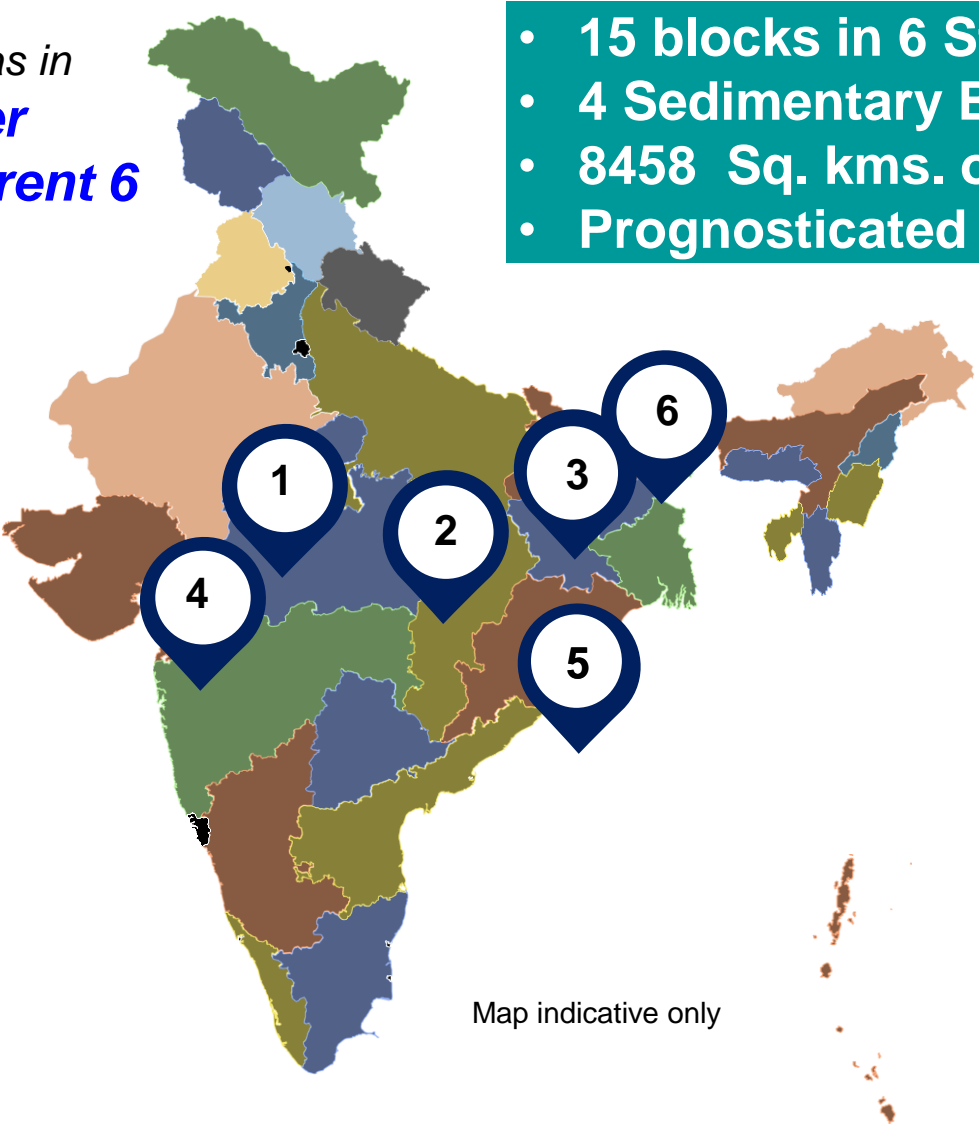 as in
er
rent 6
• 15 blocks in 6 S
• 4 Sedimentary
• 8458 Sq. kms.
• Prognosticated
6
3
1
2
4
5
Map indicative only